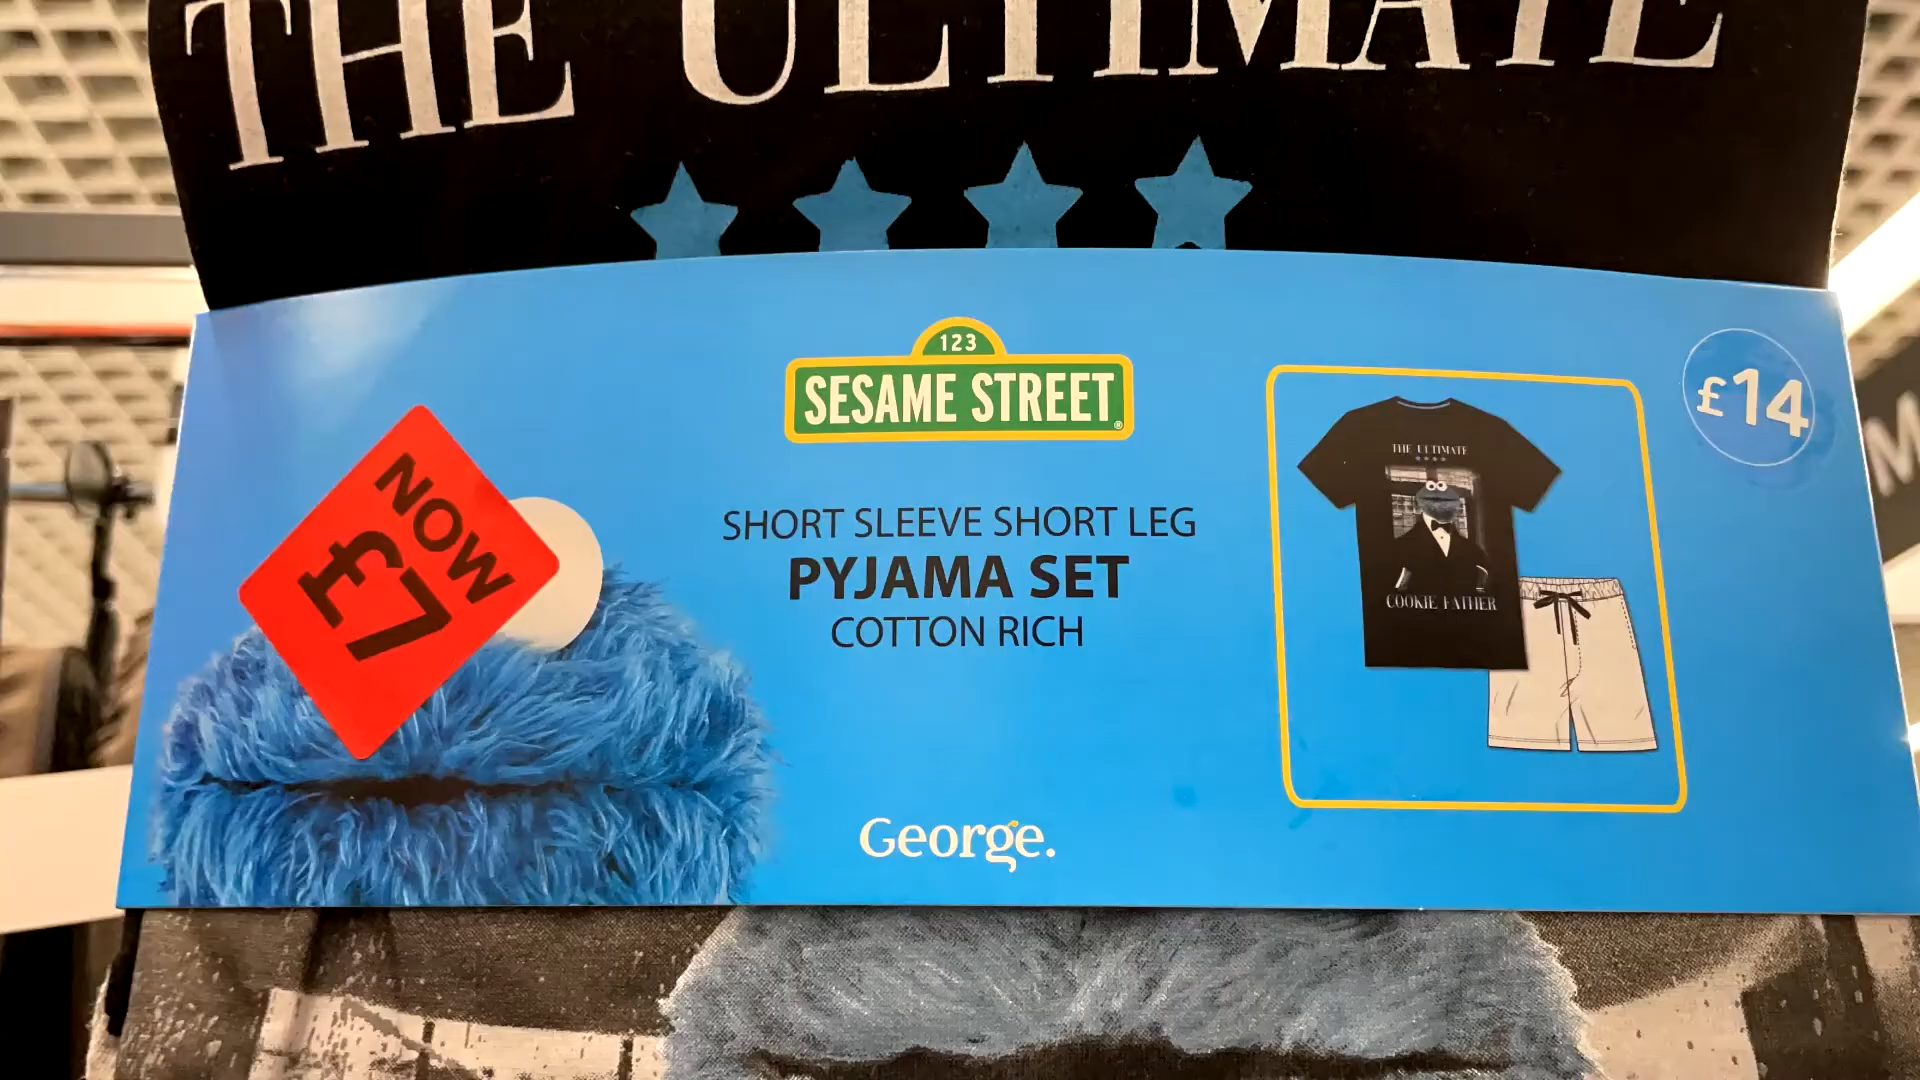 THE ULTIMATE
123
SESAME STREET®
£14
NOW
£7
SHORT SLEEVE SHORT LEG
PYJAMA SET
COTTON RICH
THE ULTIMATE
COOKIE FATHER
George.
M